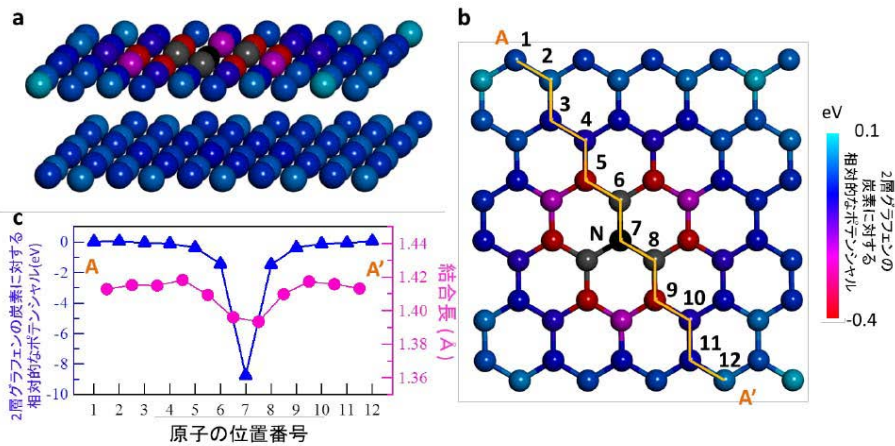 a
b
A
1
2
3
4
5
6
N
7
8
9
10
11
12
A'
eV
0.1
-0.4
2層グラフェンの
炭素に対する
相対的なポテンシャル
c
2層グラフェンの炭素に対する
相対的なポテンシャル(eV)
0
-2
-4
-6
-8
-10
A
A'
1.44
1.42
1.40
1.38
1.36
結合長(Å)
1 2 3 4 5 6 7 8 9 10 11 12
原子の位置番号